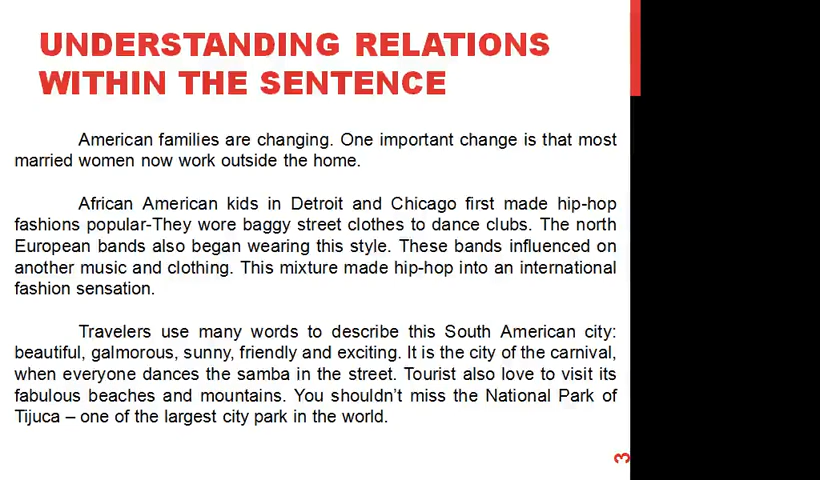 UNDERSTANDING RELATIONS
WITHIN THE SENTENCE
American families are changing. One important change is that most
married women now work outside the home.
African American kids in Detroit and Chicago first made hip-hop
fashions popular-They wore baggy street clothes to dance clubs. The north
European bands also began wearing this style. These bands influenced on
another music and clothing. This mixture made hip-hop into an international
fashion sensation.
Travelers use many words to describe this South American city:
beautiful, galmorous, sunny, friendly and exciting. It is the city of the carnival,
when everyone dances the samba in the street. Tourist also love to visit its
fabulous beaches and mountains. You shouldn’t miss the National Park of
Tijuca – one of the largest city park in the world.
3